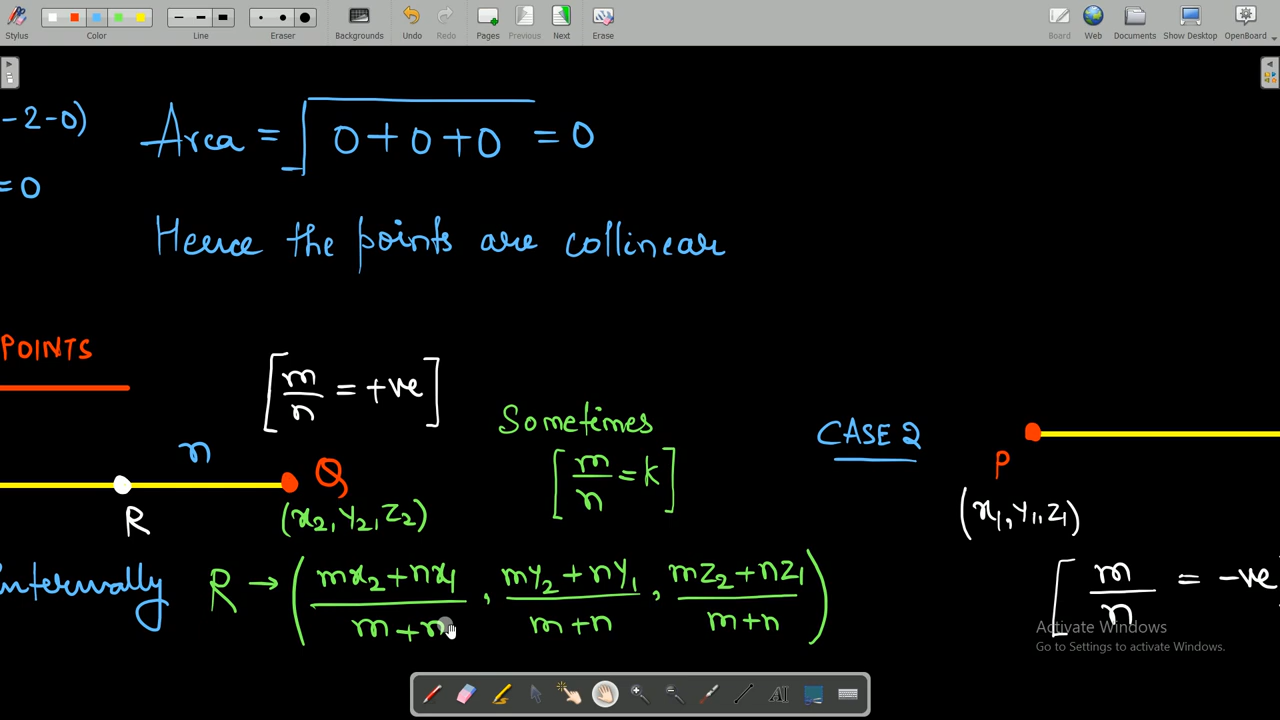 Stylus Color Line Eraser Backgrounds Undo Redo Pages Previous Next Erase Board Web Documents Show Desktop OpenBoard
-2-0)
= 0
Area = √0+0+0 = 0
Hence the points are collinear
POINTS
[m/n = +ve]
n
Q
R
(x₂, y₂, z₂)
Sometimes
[m/n = k]
Internally R → ((mx₂+nx₁)/(m+n), (my₂+ny₁)/(m+n), (mz₂+nz₁)/(m+n))
CASE 2
P
(x₁, y₁, z₁)
[m/n = -ve
Activate Windows
Go to Settings to activate Windows.
AI